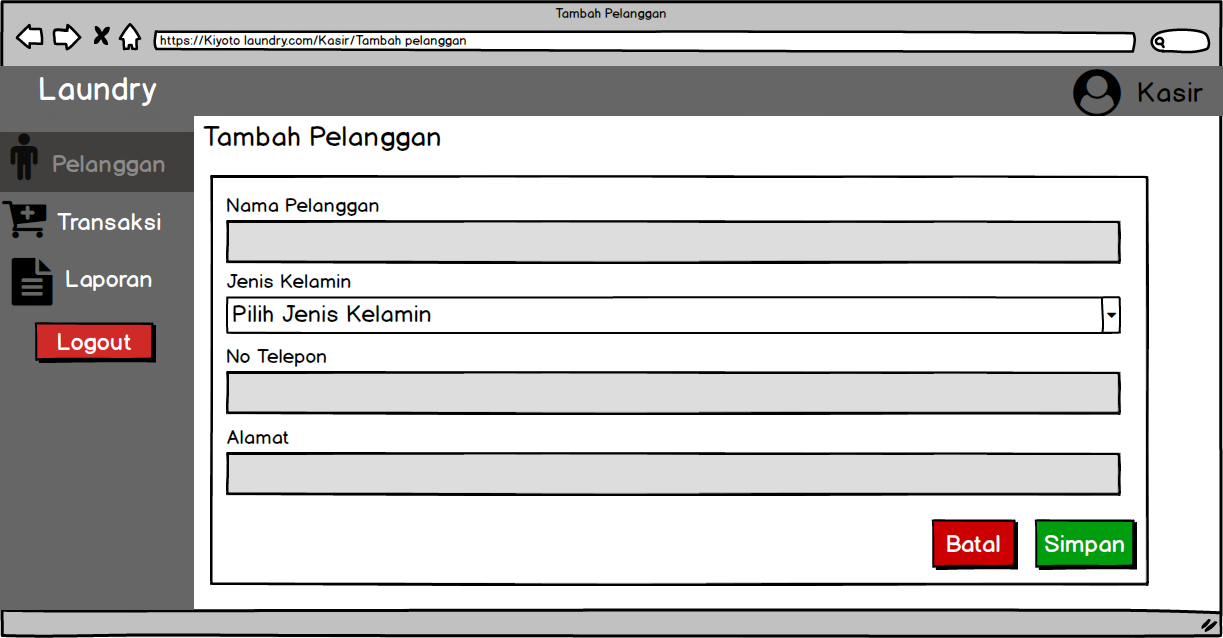 Tambah Pelanggan
https://Kiyoto laundry.com/Kasir/Tambah pelanggan
Laundry
Kasir
Pelanggan
Transaksi
Laporan
Logout
Tambah Pelanggan
Nama Pelanggan
Jenis Kelamin
Pilih Jenis Kelamin
No Telepon
Alamat
Batal
Simpan